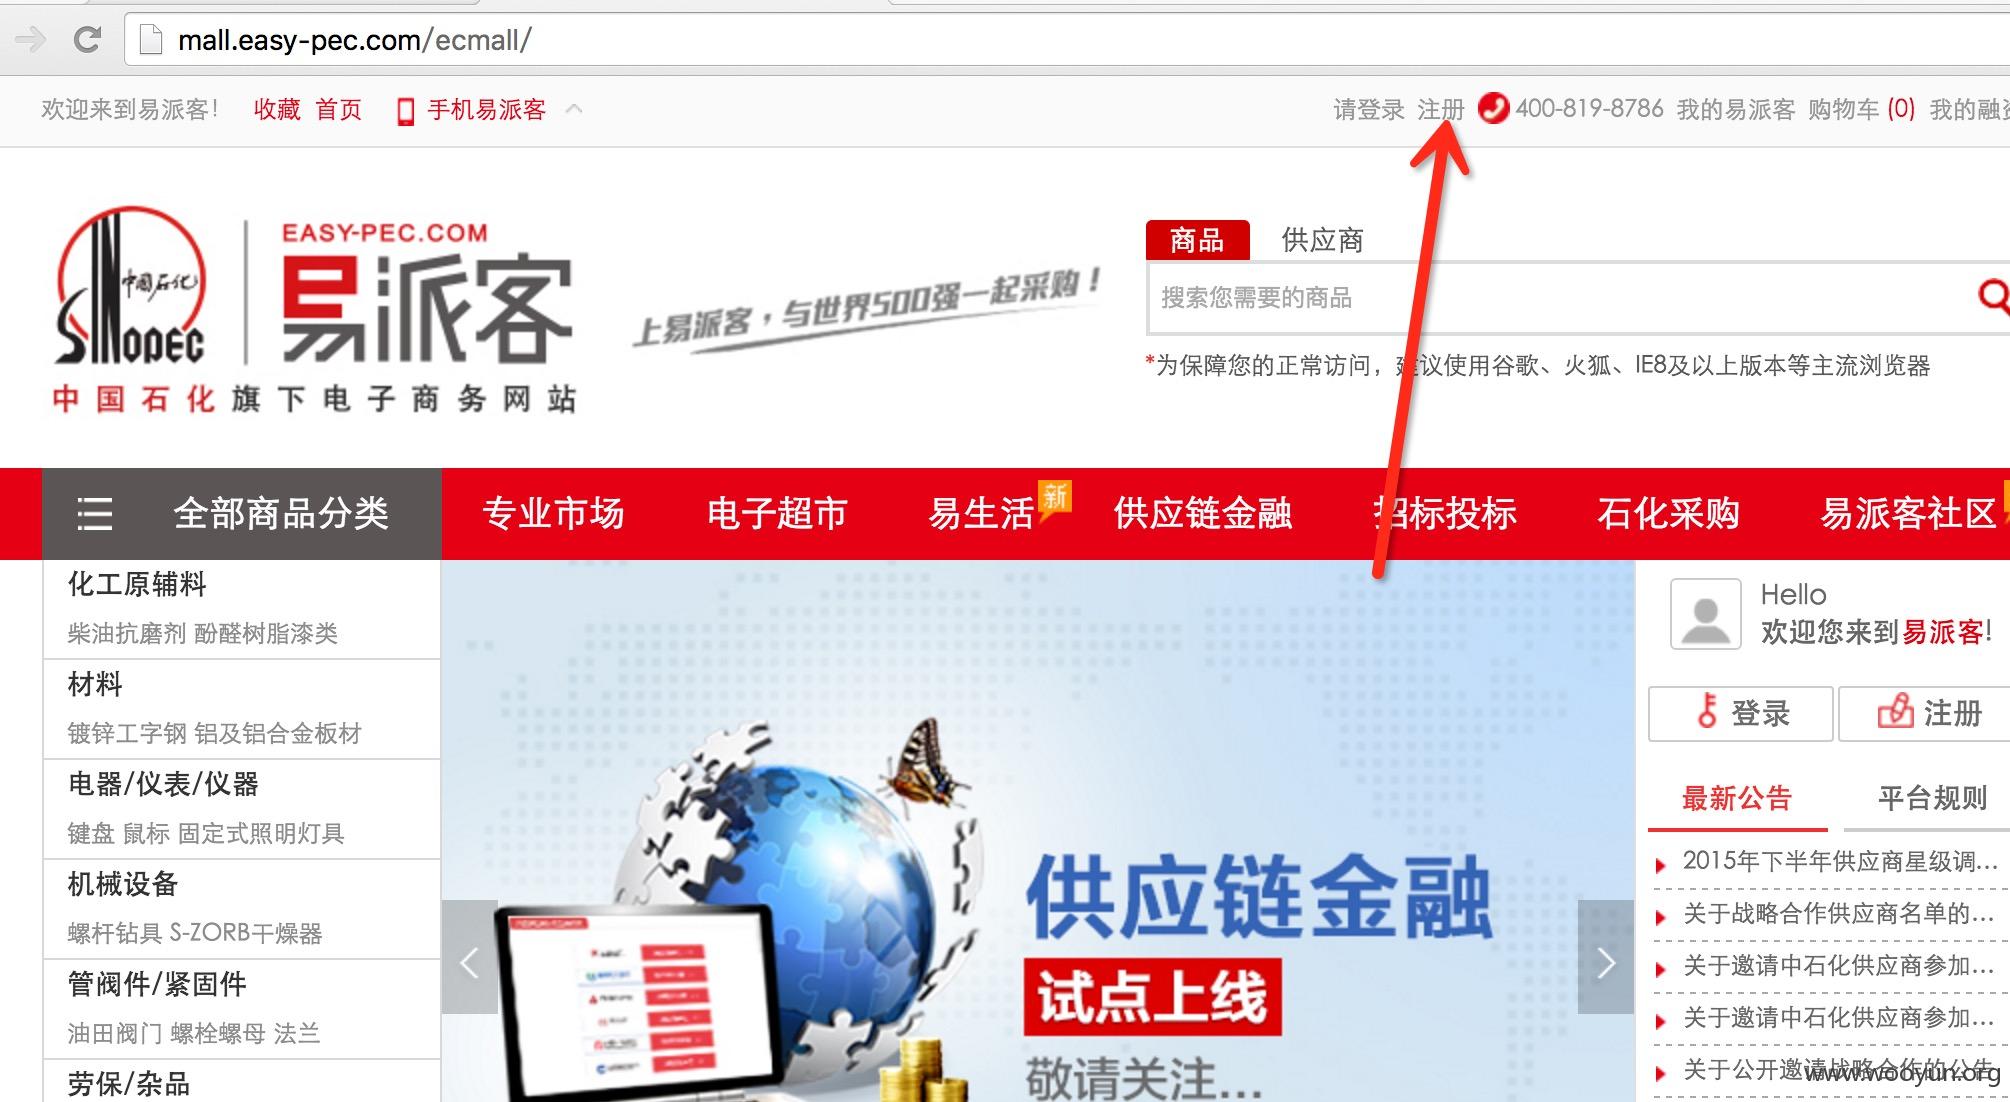 mall.easy-pec.com/ecmall/
欢迎来到易派客! 收藏 首页 手机易派客
请登录 注册 400-819-8786 我的易派客 购物车 (0) 我的融
中国石化
SINOPEC
EASY-PEC.COM
易派客
中国石化旗下电子商务网站
上易派客,与世界500强一起采购!
商品 供应商
搜索您需要的商品
*为保障您的正常访问,建议使用谷歌、火狐、IE8及以上版本等主流浏览器
全部商品分类 专业市场 电子超市 易生活 新 供应链金融 招标投标 石化采购 易派客社区
化工原辅料
柴油抗磨剂 酚醛树脂漆类
材料
镀锌工字钢 铝及铝合金板材
电器/仪表/仪器
键盘 鼠标 固定式照明灯具
机械设备
螺杆钻具 S-ZORB干燥器
管阀件/紧固件
油田阀门 螺栓螺母 法兰
劳保/杂品
供应链金融
试点上线
敬请关注...
Hello
欢迎您来到易派客!
登录 注册
最新公告 平台规则
2015年下半年供应商星级调...
关于战略合作供应商名单的...
关于邀请中石化供应商参加...
关于邀请中石化供应商参加...
关于公开邀请战略合作的公告
www.wooyun.org